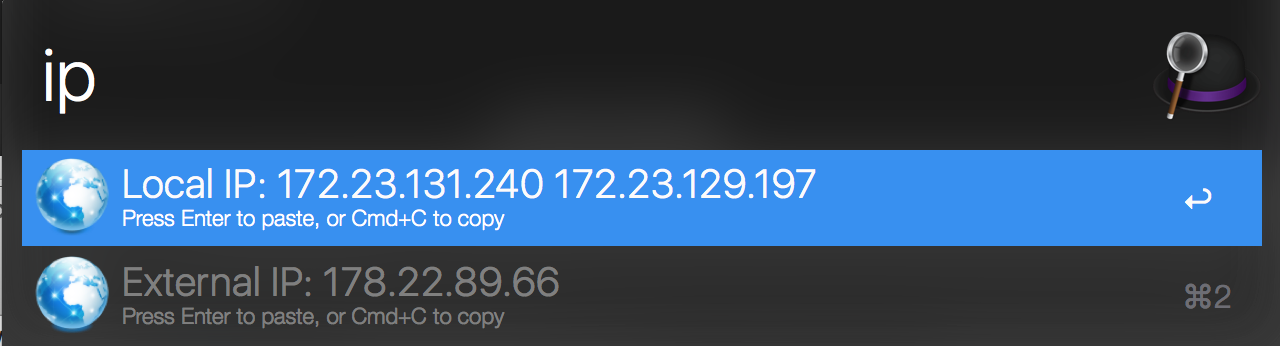 ip
Local IP: 172.23.131.240 172.23.129.197
Press Enter to paste, or Cmd+C to copy
External IP: 178.22.89.66
Press Enter to paste, or Cmd+C to copy
⌘2